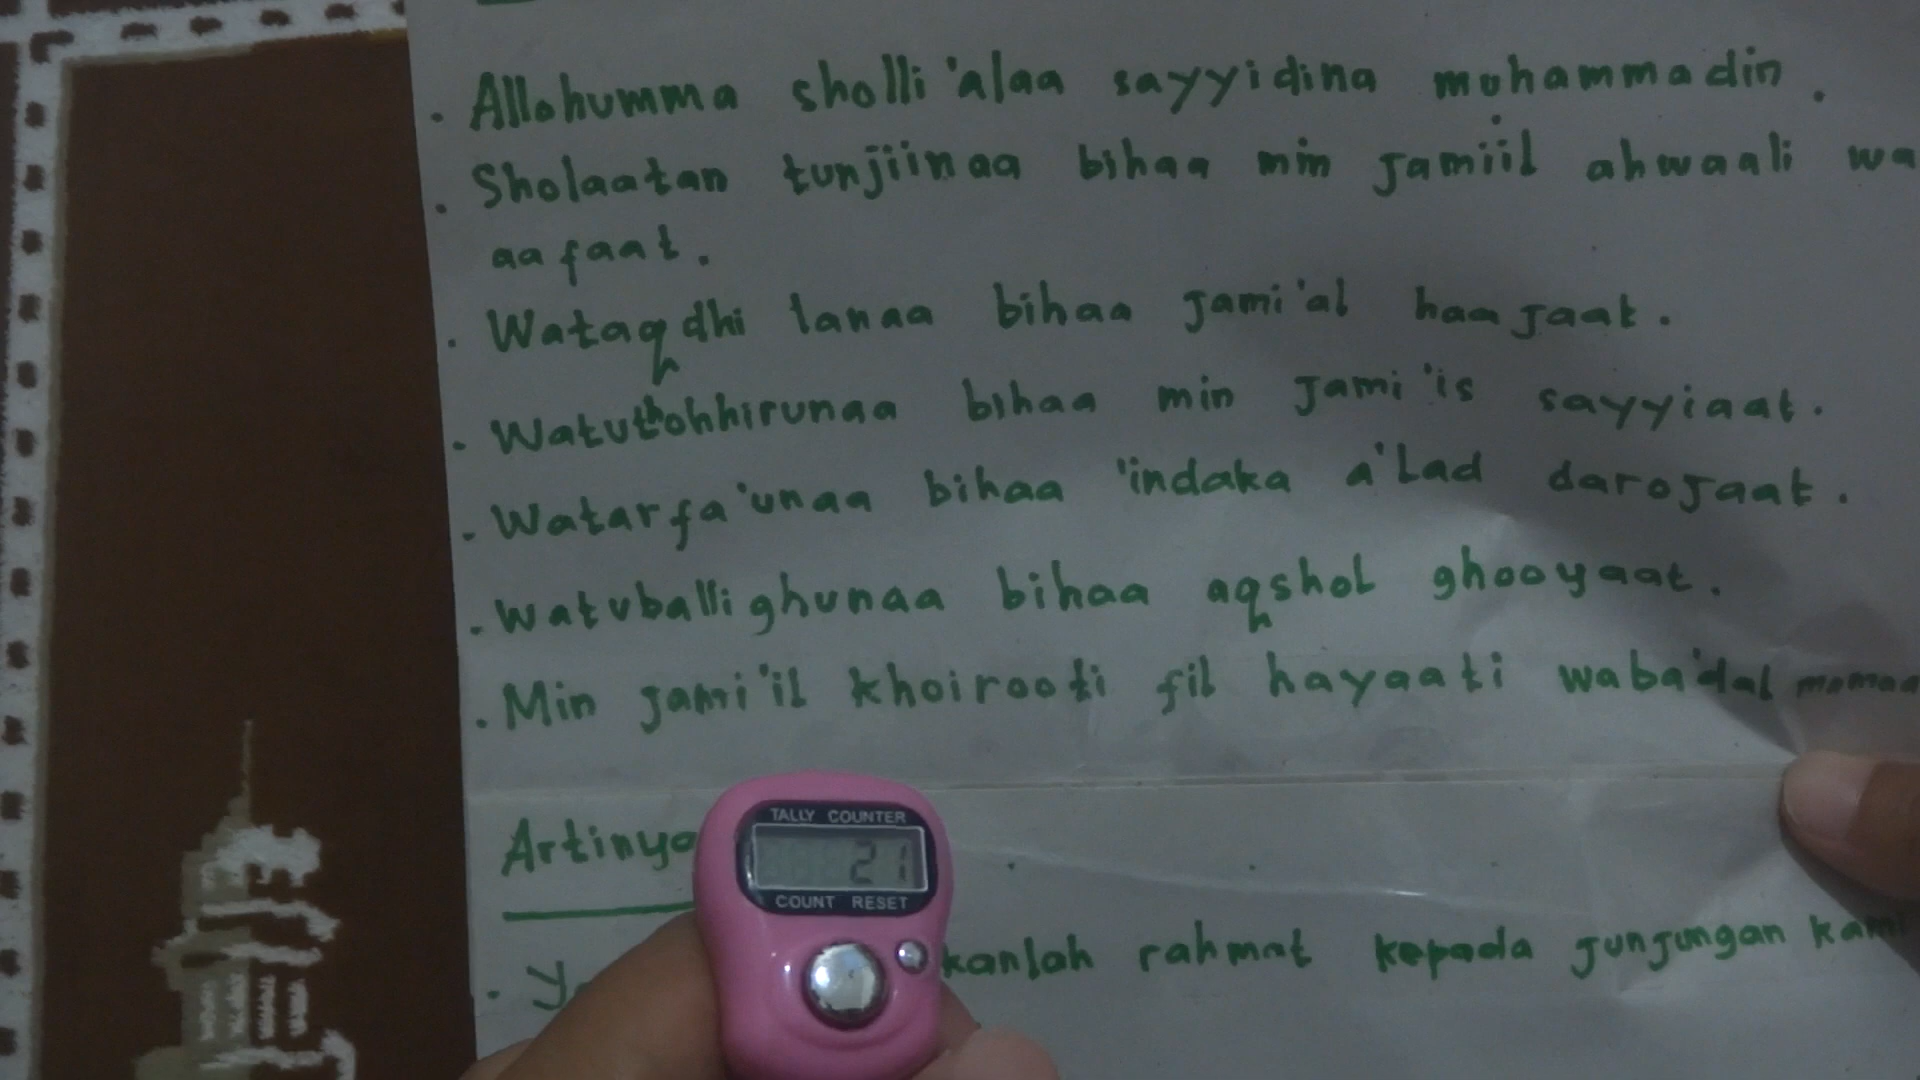 . Allohumma sholli 'alaa sayyidina muhammadin .
. Sholaatan tunjiinaa bihaa min jamiil ahwaali wa
aafaat .
. Wataqdhi lanaa bihaa jami'al haajaat .
. Watuthohhirunaa bihaa min jami'is sayyiaat .
. Watarfa'unaa bihaa 'indaka a'lad darojaat .
. Watuballighunaa bihaa aqshol ghooyaat .
. Min jami'il khoirooti fil hayaati waba'dal
Artinya
TALLY COUNTER
21
COUNT RESET
. Y kanlah rahmat kepada junjungan kami